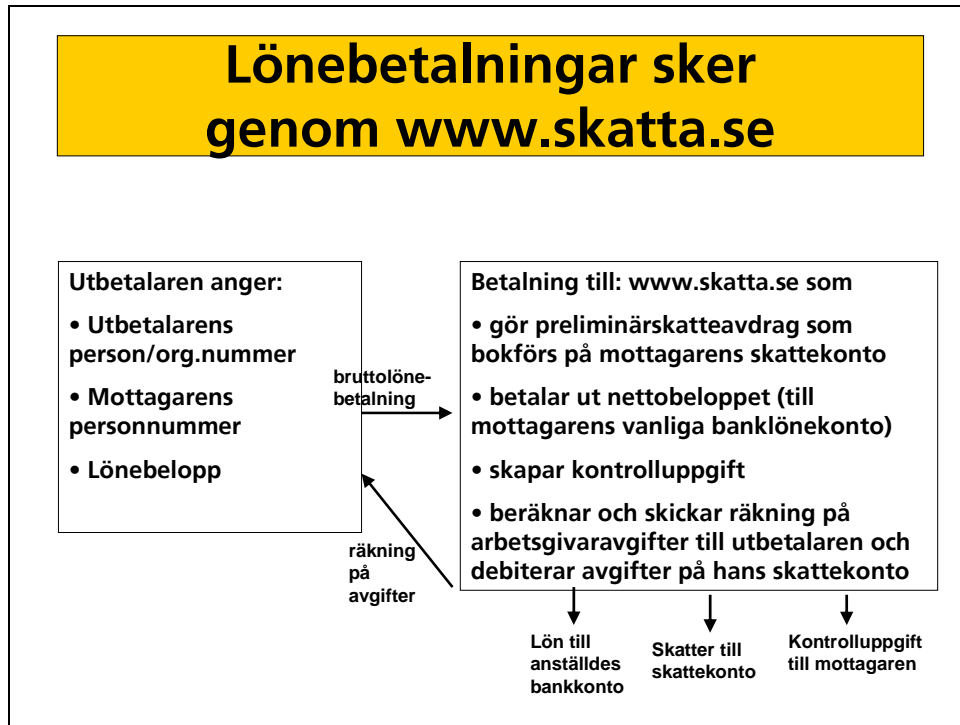 Lönebetalningar sker
genom www.skatta.se
Utbetalaren anger:
• Utbetalarens
person/org.nummer
• Mottagarens
personnummer
• Lönebelopp
bruttolöne-
betalning
räkning
på
avgifter
Betalning till: www.skatta.se som
• gör preliminärskatteavdrag som
bokförs på mottagarens skattekonto
• betalar ut nettobeloppet (till
mottagarens vanliga banklönekonto)
• skapar kontrolluppgift
• beräknar och skickar räkning på
arbetsgivaravgifter till utbetalaren och
debiterar avgifter på hans skattekonto
Lön till
anställdes
bankkonto
Skatter till
skattekonto
Kontrolluppgift
till mottagaren